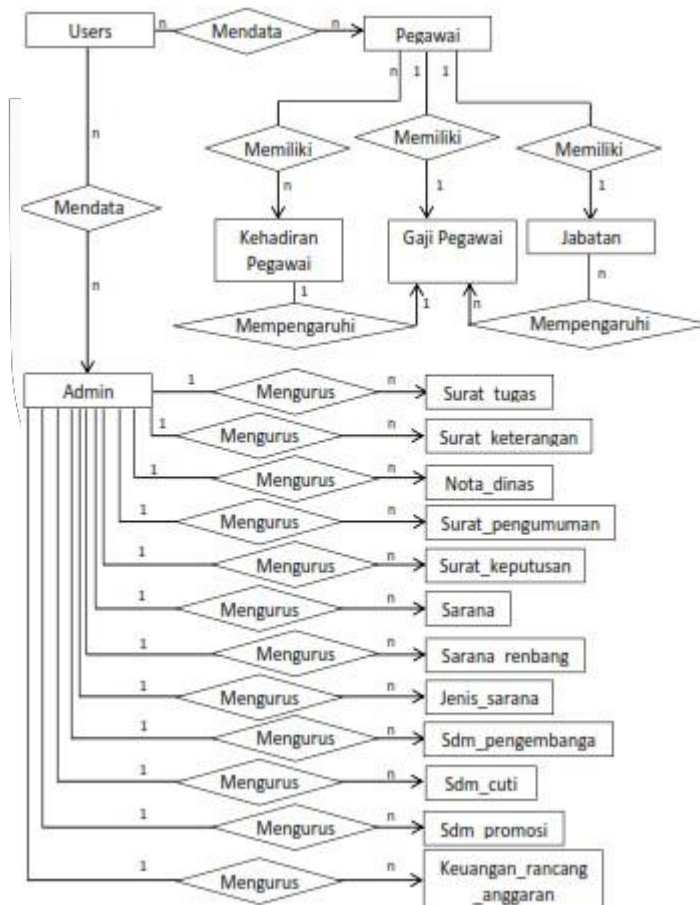 Users
n
Mendata
n
Pegawai
n
1
1
n
Memiliki
Memiliki
Memiliki
n
1
1
Mendata
Kehadiran
Pegawai
Gaji Pegawai
Jabatan
n
1
1
n
n
Mempengaruhi
Mempengaruhi
Admin
1
Mengurus
n
Surat tugas
1
Mengurus
n
Surat keterangan
1
Mengurus
n
Nota_dinas
1
Mengurus
n
Surat_pengumuman
1
Mengurus
n
Surat_keputusan
1
Mengurus
n
Sarana
1
Mengurus
n
Sarana renbang
1
Mengurus
n
Jenis_sarana
1
Mengurus
n
Sdm_pengembanga
1
Mengurus
n
Sdm_cuti
1
Mengurus
n
Sdm promosi
1
Mengurus
n
Keuangan_rancang
_anggaran